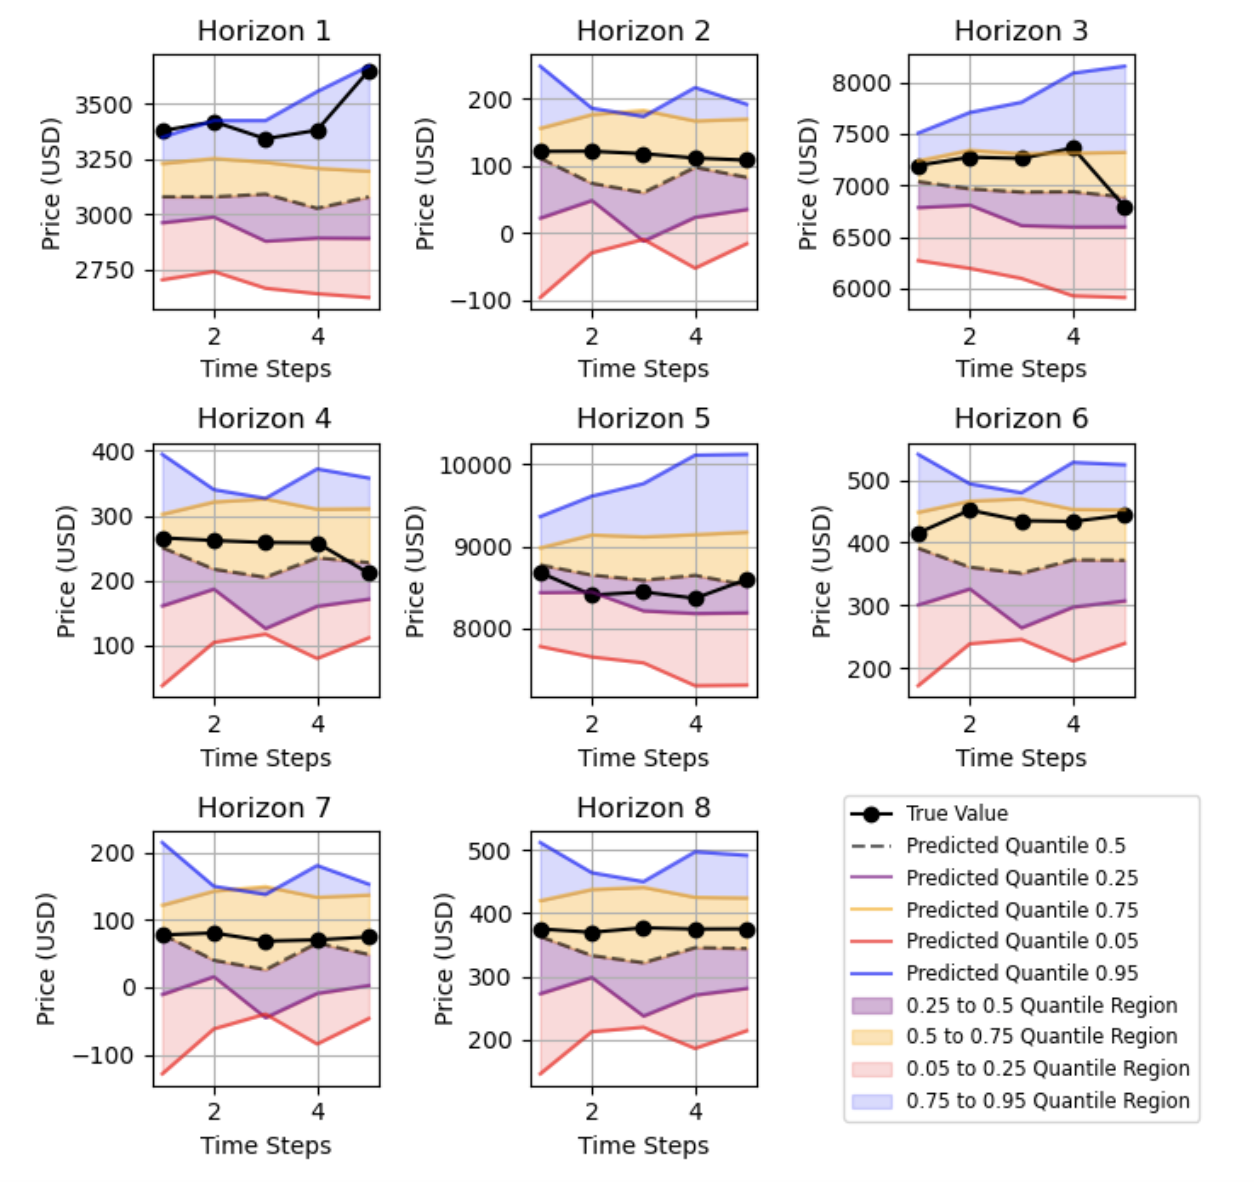 Horizon 1
Price (USD)
3500
3250
3000
2750
2 4
Time Steps
Horizon 2
Price (USD)
200
100
0
−100
2 4
Time Steps
Horizon 3
Price (USD)
8000
7500
7000
6500
6000
2 4
Time Steps
Horizon 4
Price (USD)
400
300
200
100
2 4
Time Steps
Horizon 5
Price (USD)
10000
9000
8000
2 4
Time Steps
Horizon 6
Price (USD)
500
400
300
200
2 4
Time Steps
Horizon 7
Price (USD)
200
100
0
−100
2 4
Time Steps
Horizon 8
Price (USD)
500
400
300
200
2 4
Time Steps
True Value
Predicted Quantile 0.5
Predicted Quantile 0.25
Predicted Quantile 0.75
Predicted Quantile 0.05
Predicted Quantile 0.95
0.25 to 0.5 Quantile Region
0.5 to 0.75 Quantile Region
0.05 to 0.25 Quantile Region
0.75 to 0.95 Quantile Region